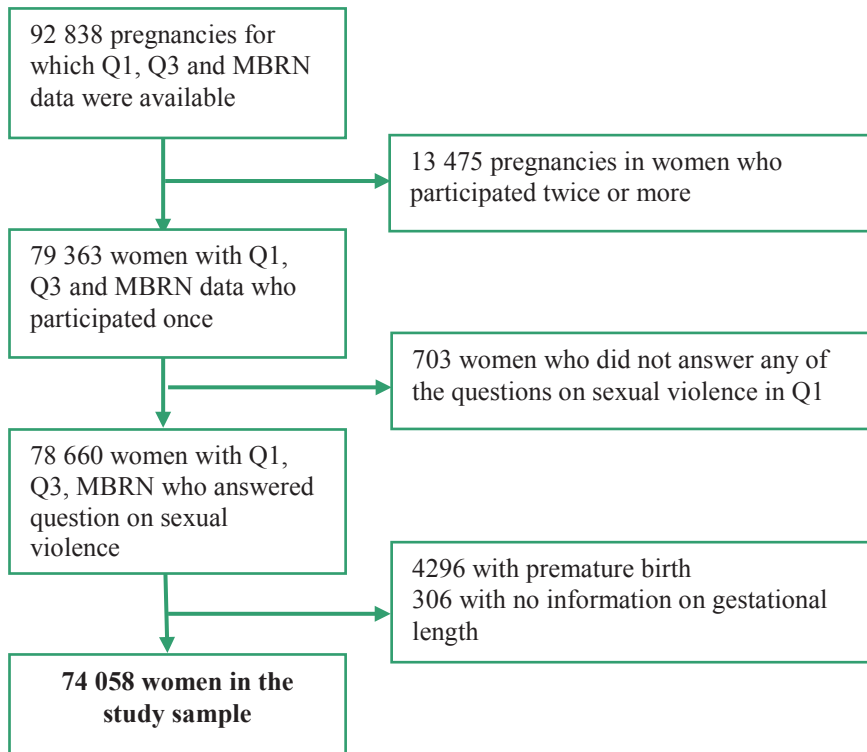 92 838 pregnancies for
which Q1, Q3 and MBRN
data were available
13 475 pregnancies in women who
participated twice or more
79 363 women with Q1,
Q3 and MBRN data who
participated once
703 women who did not answer any of
the questions on sexual violence in Q1
78 660 women with Q1,
Q3, MBRN who answered
question on sexual
violence
4296 with premature birth
306 with no information on gestational
length
74 058 women in the
study sample